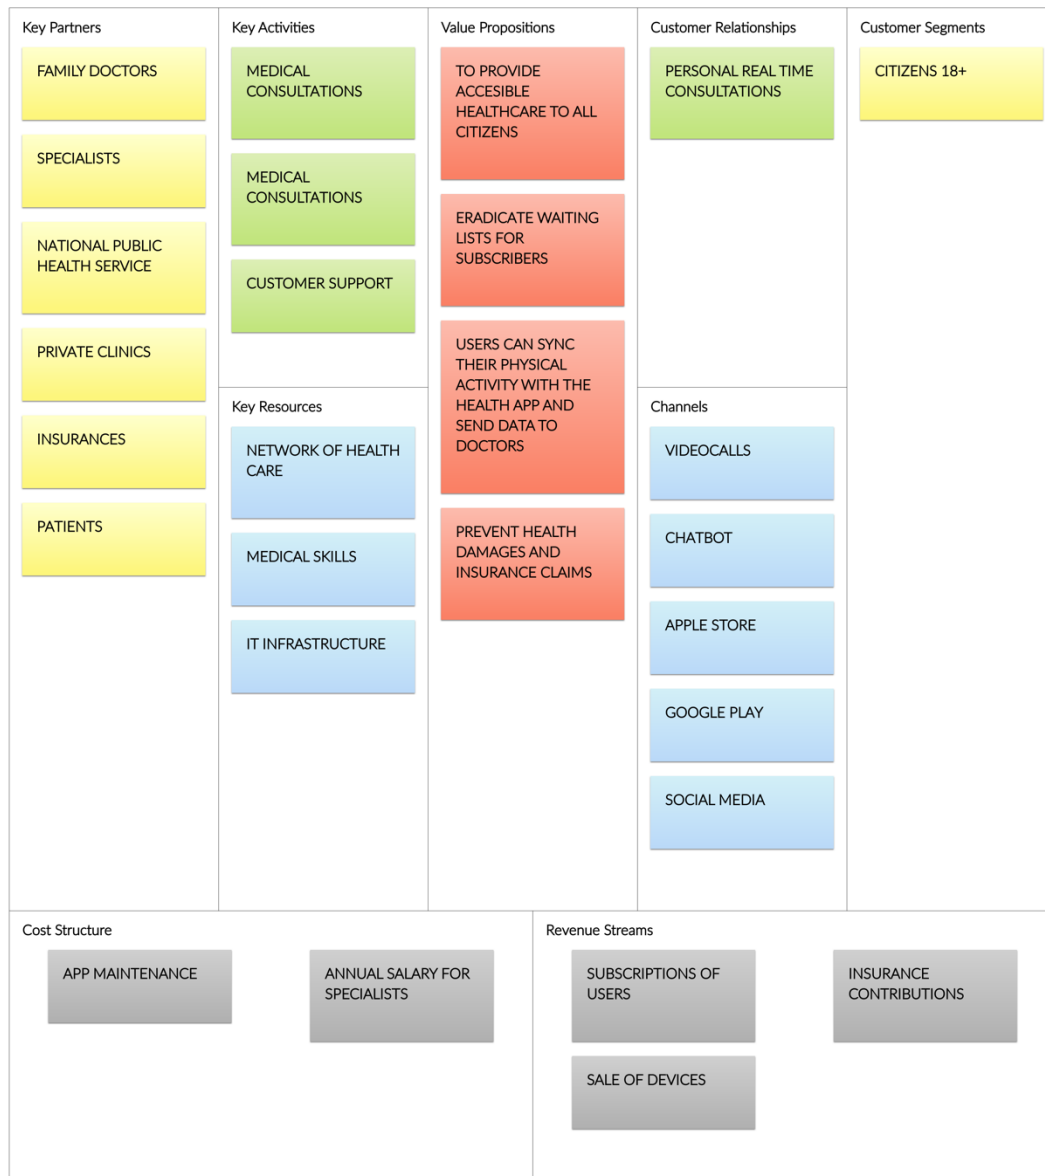 Key Partners
FAMILY DOCTORS
SPECIALISTS
NATIONAL PUBLIC
HEALTH SERVICE
PRIVATE CLINICS
INSURANCES
PATIENTS
Key Activities
MEDICAL
CONSULTATIONS
MEDICAL
CONSULTATIONS
CUSTOMER SUPPORT
Key Resources
NETWORK OF HEALTH
CARE
MEDICAL SKILLS
IT INFRASTRUCTURE
Value Propositions
TO PROVIDE
ACCESIBLE
HEALTHCARE TO ALL
CITIZENS
ERADICATE WAITING
LISTS FOR
SUBSCRIBERS
USERS CAN SYNC
THEIR PHYSICAL
ACTIVITY WITH THE
HEALTH APP AND
SEND DATA TO
DOCTORS
PREVENT HEALTH
DAMAGES AND
INSURANCE CLAIMS
Customer Relationships
PERSONAL REAL TIME
CONSULTATIONS
Channels
VIDEOCALLS
CHATBOT
APPLE STORE
GOOGLE PLAY
SOCIAL MEDIA
Customer Segments
CITIZENS 18+
Cost Structure
APP MAINTENANCE
ANNUAL SALARY FOR
SPECIALISTS
Revenue Streams
SUBSCRIPTIONS OF
USERS
INSURANCE
CONTRIBUTIONS
SALE OF DEVICES